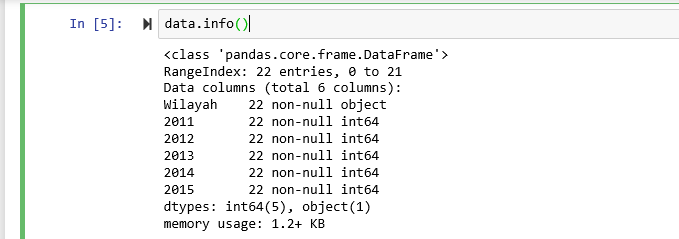 In [5]: data.info()
<class 'pandas.core.frame.DataFrame'>
RangeIndex: 22 entries, 0 to 21
Data columns (total 6 columns):
Wilayah    22 non-null object
2011       22 non-null int64
2012       22 non-null int64
2013       22 non-null int64
2014       22 non-null int64
2015       22 non-null int64
dtypes: int64(5), object(1)
memory usage: 1.2+ KB